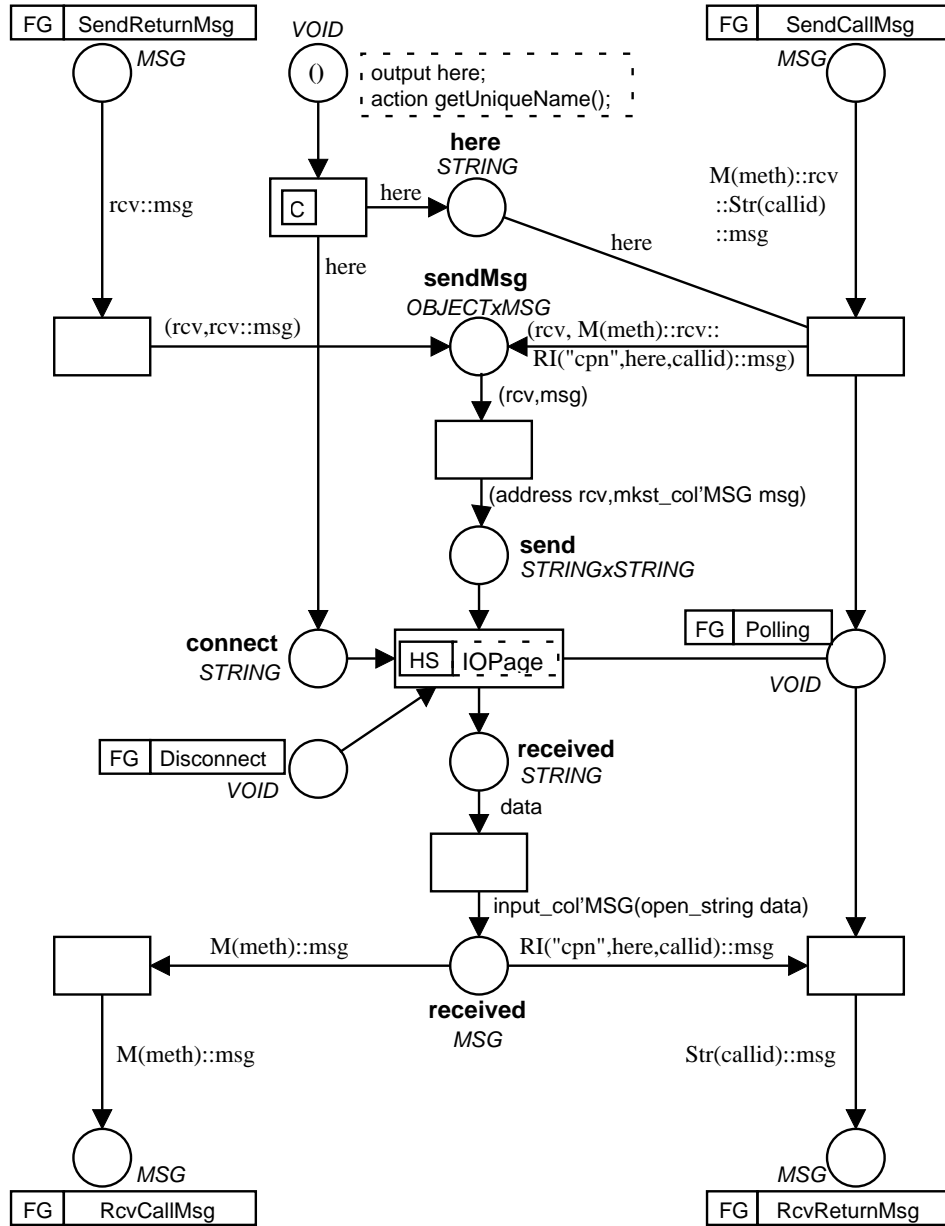 FG SendReturnMsg
MSG
VOID
()
output here;
action getUniqueName();
FG SendCallMsg
MSG
here
STRING
C
here
here
here
rcv::msg
M(meth)::rcv
::Str(callid)
::msg
sendMsg
OBJECTxMSG
(rcv,rcv::msg)
(rcv, M(meth)::rcv::
RI("cpn",here,callid)::msg)
(rcv,msg)
(address rcv,mkst_col'MSG msg)
send
STRINGxSTRING
connect
STRING
HS IOPage
FG Polling
VOID
FG Disconnect
VOID
received
STRING
data
input_col'MSG(open_string data)
M(meth)::msg
RI("cpn",here,callid)::msg
received
MSG
M(meth)::msg
Str(callid)::msg
MSG
FG RcvCallMsg
MSG
FG RcvReturnMsg